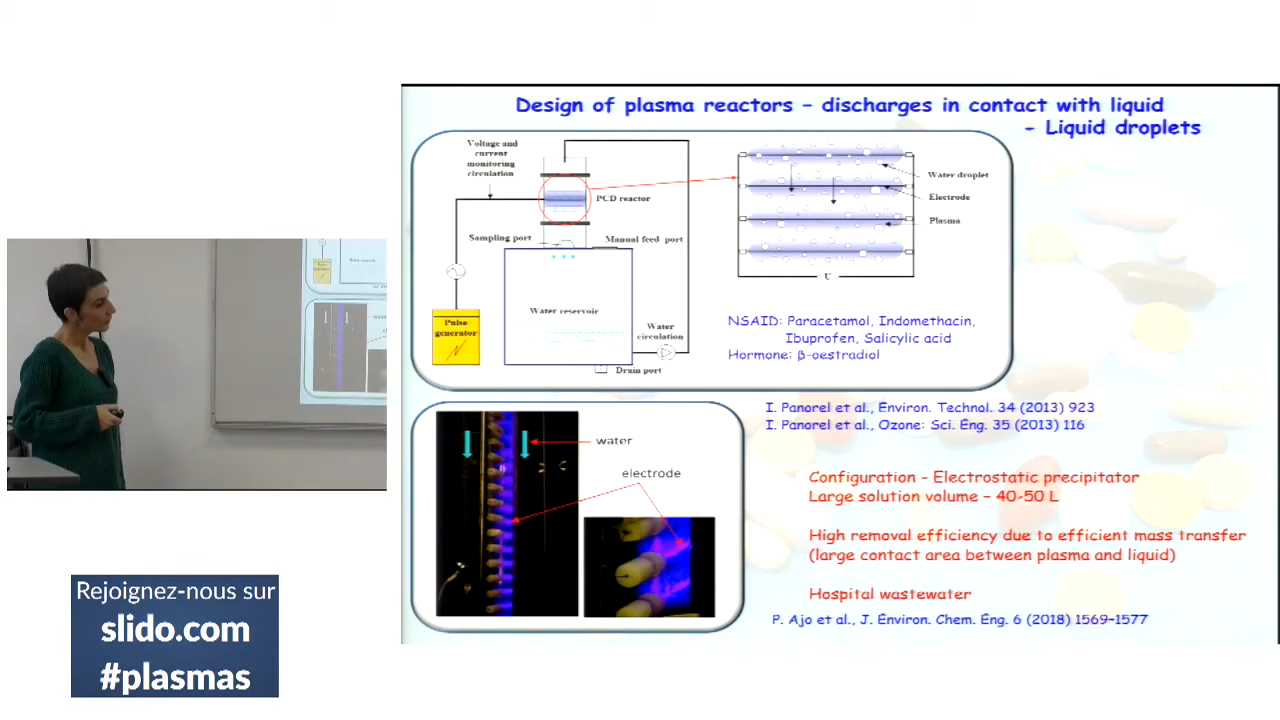 Design of plasma reactors – discharges in contact with liquid
- Liquid droplets
Voltage and
current
monitoring
circulation
PCD reactor
Sampling port
Manual feed port
Water reservoir
Pulse
generator
Water
circulation
Drain port
Water droplet
Electrode
Plasma
U
NSAID: Paracetamol, Indomethacin,
Ibuprofen, Salicylic acid
Hormone: β-oestradiol
I. Panorel et al., Environ. Technol. 34 (2013) 923
I. Panorel et al., Ozone: Sci. Eng. 35 (2013) 116
water
electrode
Configuration – Electrostatic precipitator
Large solution volume – 40-50 L
High removal efficiency due to efficient mass transfer
(large contact area between plasma and liquid)
Hospital wastewater
P. Ajo et al., J. Environ. Chem. Eng. 6 (2018) 1569–1577
Rejoignez-nous sur
slido.com
#plasmas